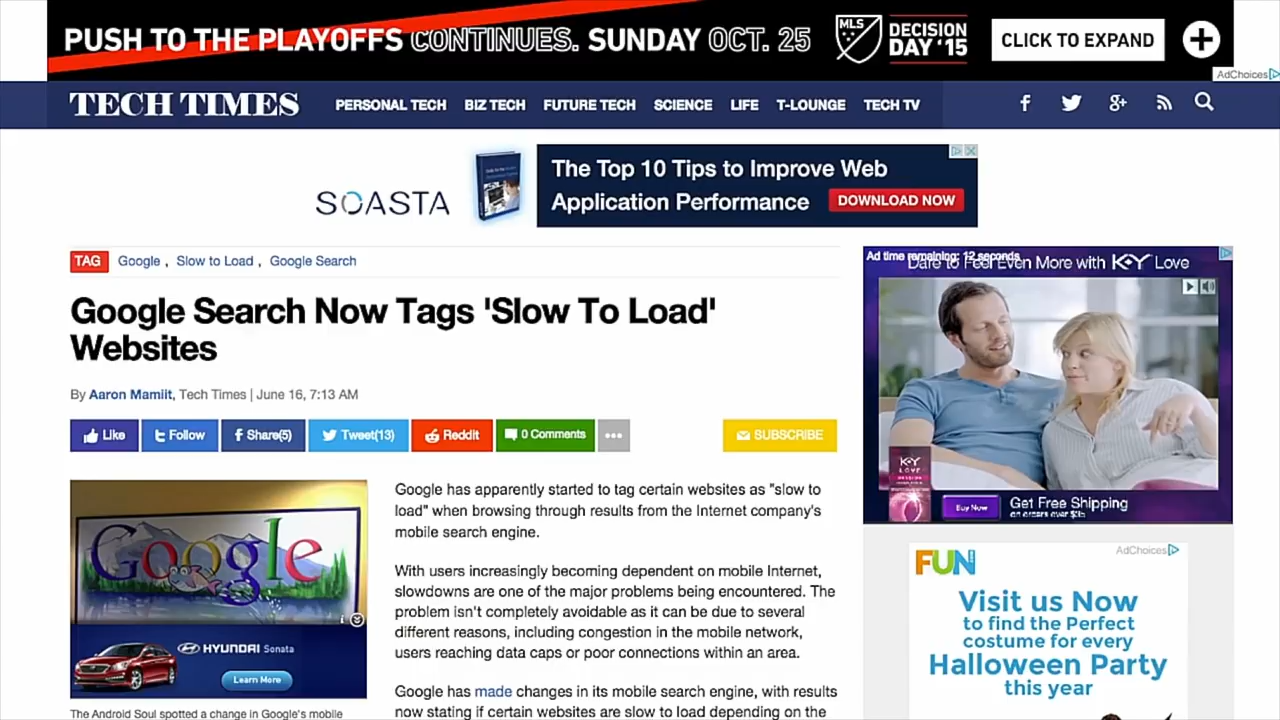 PUSH TO THE PLAYOFFS CONTINUES. SUNDAY OCT. 25
MLS
DECISION
DAY '15
CLICK TO EXPAND
AdChoices
TECH TIMES
PERSONAL TECH BIZ TECH FUTURE TECH SCIENCE LIFE T-LOUNGE TECH TV
The Top 10 Tips to Improve Web
Application Performance
DOWNLOAD NOW
SOASTA
TAG Google , Slow to Load , Google Search
Google Search Now Tags 'Slow To Load'
Websites
By Aaron Mamiit, Tech Times | June 16, 7:13 AM
Like Follow Share(5) Tweet(13) Reddit 0 Comments SUBSCRIBE
Google
HYUNDAI Sonata
Learn More
The Android Soul spotted a change in Google's mobile
Google has apparently started to tag certain websites as "slow to
load" when browsing through results from the Internet company's
mobile search engine.
With users increasingly becoming dependent on mobile Internet,
slowdowns are one of the major problems being encountered. The
problem isn't completely avoidable as it can be due to several
different reasons, including congestion in the mobile network,
users reaching data caps or poor connections within an area.
Google has made changes in its mobile search engine, with results
now stating if certain websites are slow to load depending on the
Ad time remaining: 12 seconds
Dare to Feel Even More with K-Y Love
K-Y
LOVE
Buy Now
Get Free Shipping
on orders over $35
AdChoices
FUN
Visit us Now
to find the Perfect
costume for every
Halloween Party
this year